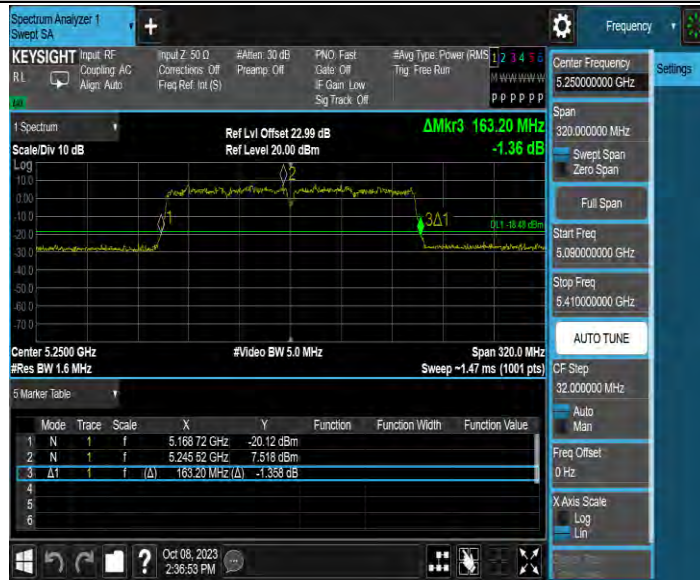 Spectrum Analyzer 1
Swept SA
+
Frequency
KEYSIGHT
RL
Input: RF
Coupling: AC
Align: Auto
Input Z: 50 Ω
Corrections: Off
Freq Ref: Int (S)
#Atten: 30 dB
Preamp: Off
PNO: Fast
Gate: Off
IF Gain: Low
Sig Track: Off
#Avg Type: Power (RMS
Trig: Free Run
1 2 3 4 5 6
M W W W W W
P P P P P P
1 Spectrum
Scale/Div 10 dB
Ref Lvl Offset 22.99 dB
Ref Level 20.00 dBm
ΔMkr3 163.20 MHz
-1.36 dB
Log
10.0
0.00
-10.0
-20.0
-30.0
-40.0
-50.0
-60.0
-70.0
1
2
3Δ1
DL1 -18.48 dBm
Center 5.2500 GHz
#Video BW 5.0 MHz
Span 320.0 MHz
#Res BW 1.6 MHz
Sweep ~1.47 ms (1001 pts)
5 Marker Table
Mode Trace Scale X Y Function Function Width Function Value
1 N 1 f 5.168 72 GHz -20.12 dBm
2 N 1 f 5.245 52 GHz 7.518 dBm
3 Δ1 1 f (Δ) 163.20 MHz (Δ) -1.358 dB
4
5
6
?
Oct 08, 2023
2:36:53 PM
Center Frequency
5.250000000 GHz
Settings
Span
320.000000 MHz
Swept Span
Zero Span
Full Span
Start Freq
5.090000000 GHz
Stop Freq
5.410000000 GHz
AUTO TUNE
CF Step
32.000000 MHz
Auto
Man
Freq Offset
0 Hz
X Axis Scale
Log
Lin